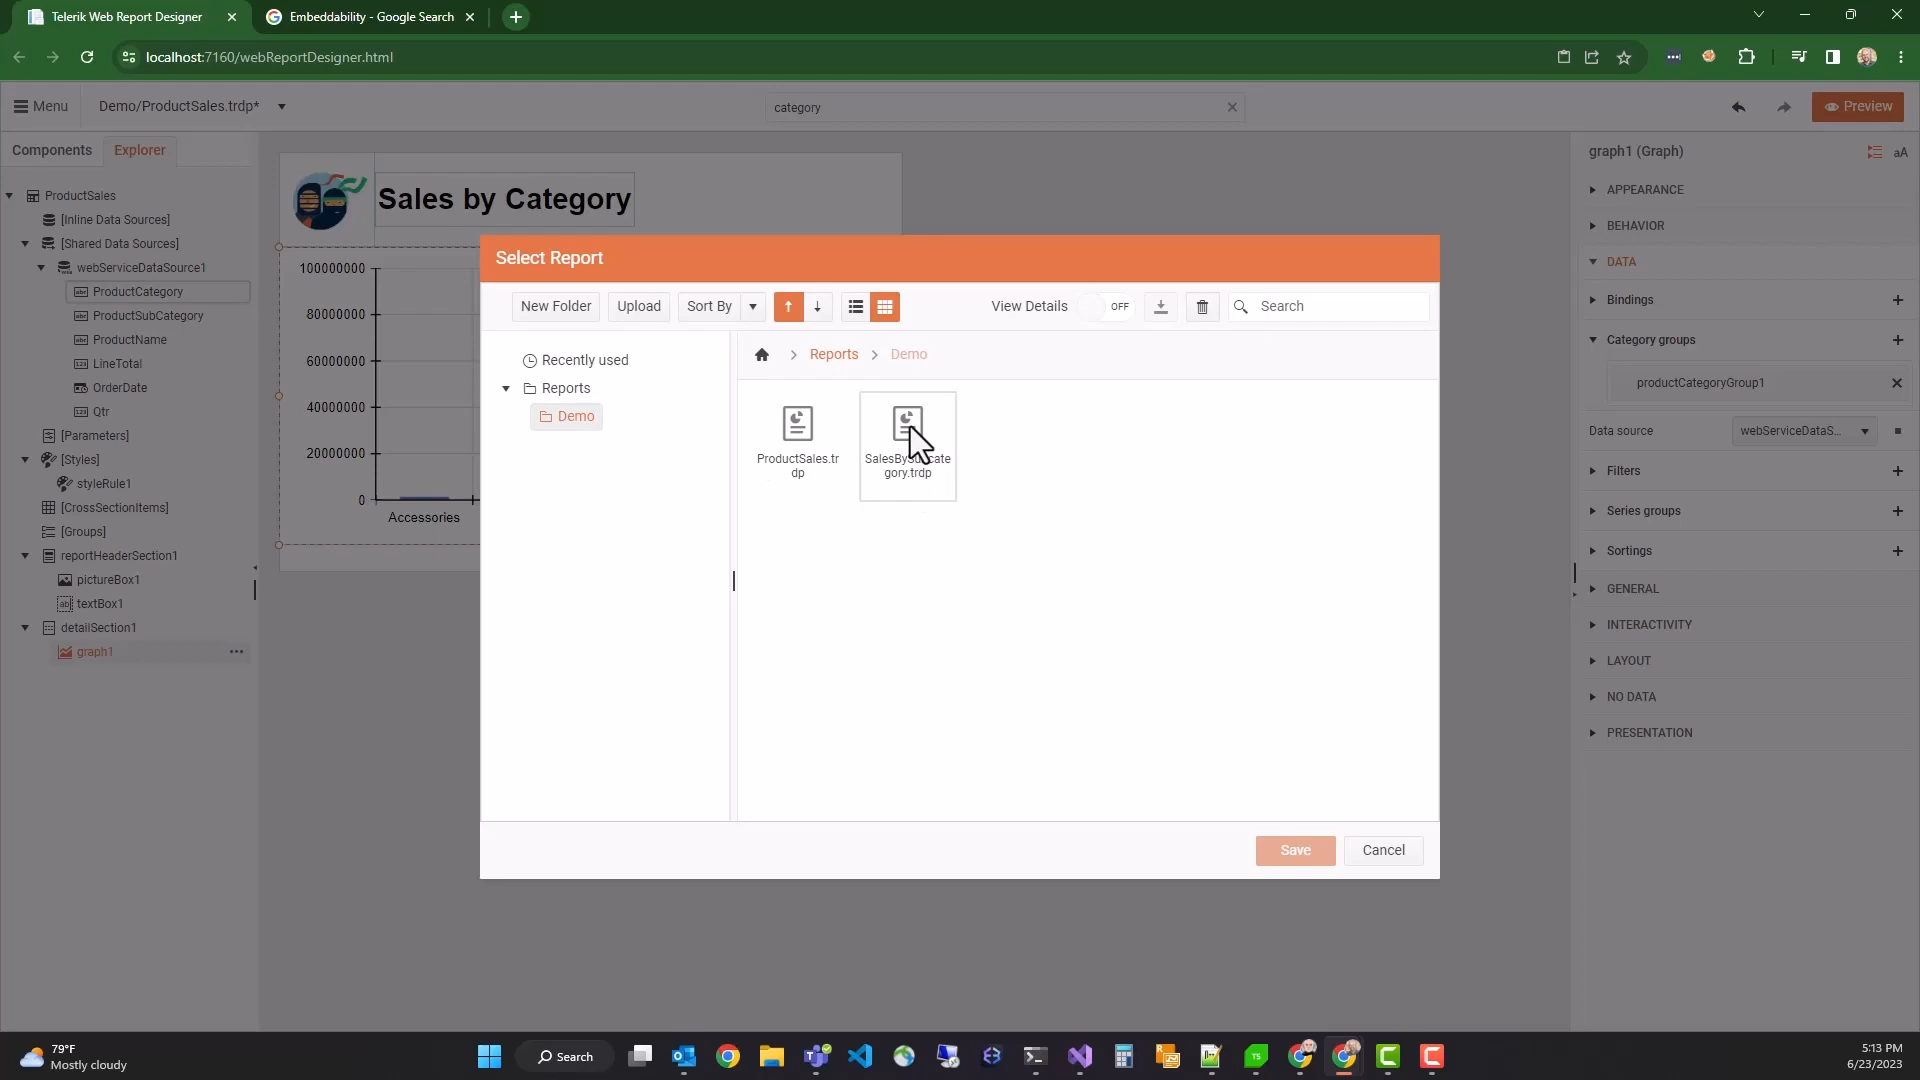 Telerik Web Report Designer
Embeddability - Google Search
localhost:7160/webReportDesigner.html
Menu
Demo/ProductSales.trdp*
category
Preview
Components
Explorer
ProductSales
[Inline Data Sources]
[Shared Data Sources]
webServiceDataSource1
ProductCategory
ProductSubCategory
ProductName
LineTotal
OrderDate
Qtr
[Parameters]
[Styles]
styleRule1
[CrossSectionItems]
[Groups]
reportHeaderSection1
pictureBox1
textBox1
detailSection1
graph1
Sales by Category
100000000
80000000
60000000
40000000
20000000
0
Accessories
Select Report
New Folder
Upload
Sort By
View Details
OFF
Search
Recently used
Reports
Demo
Reports
Demo
ProductSales.tr
dp
gory.trdp
Save
Cancel
graph1 (Graph)
aA
APPEARANCE
BEHAVIOR
DATA
Bindings
Category groups
productCategoryGroup1
Data source
webServiceDataS...
Filters
Series groups
Sortings
GENERAL
INTERACTIVITY
LAYOUT
NO DATA
PRESENTATION
79°F
Mostly cloudy
Search
5:13 PM
6/23/2023